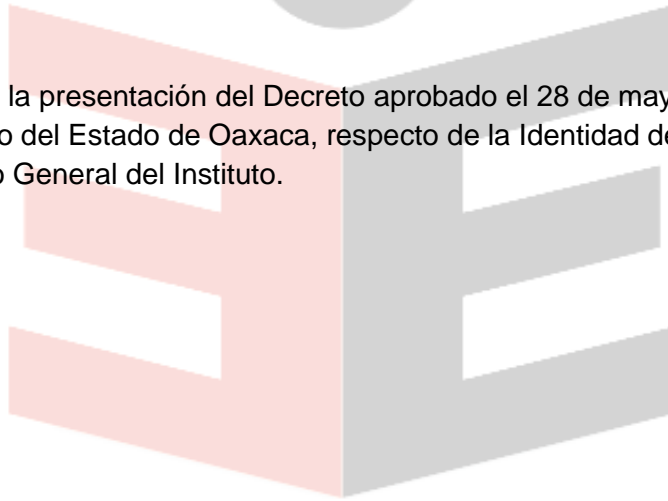 la presentación del Decreto aprobado el 28 de may
o del Estado de Oaxaca, respecto de la Identidad de
o General del Instituto.